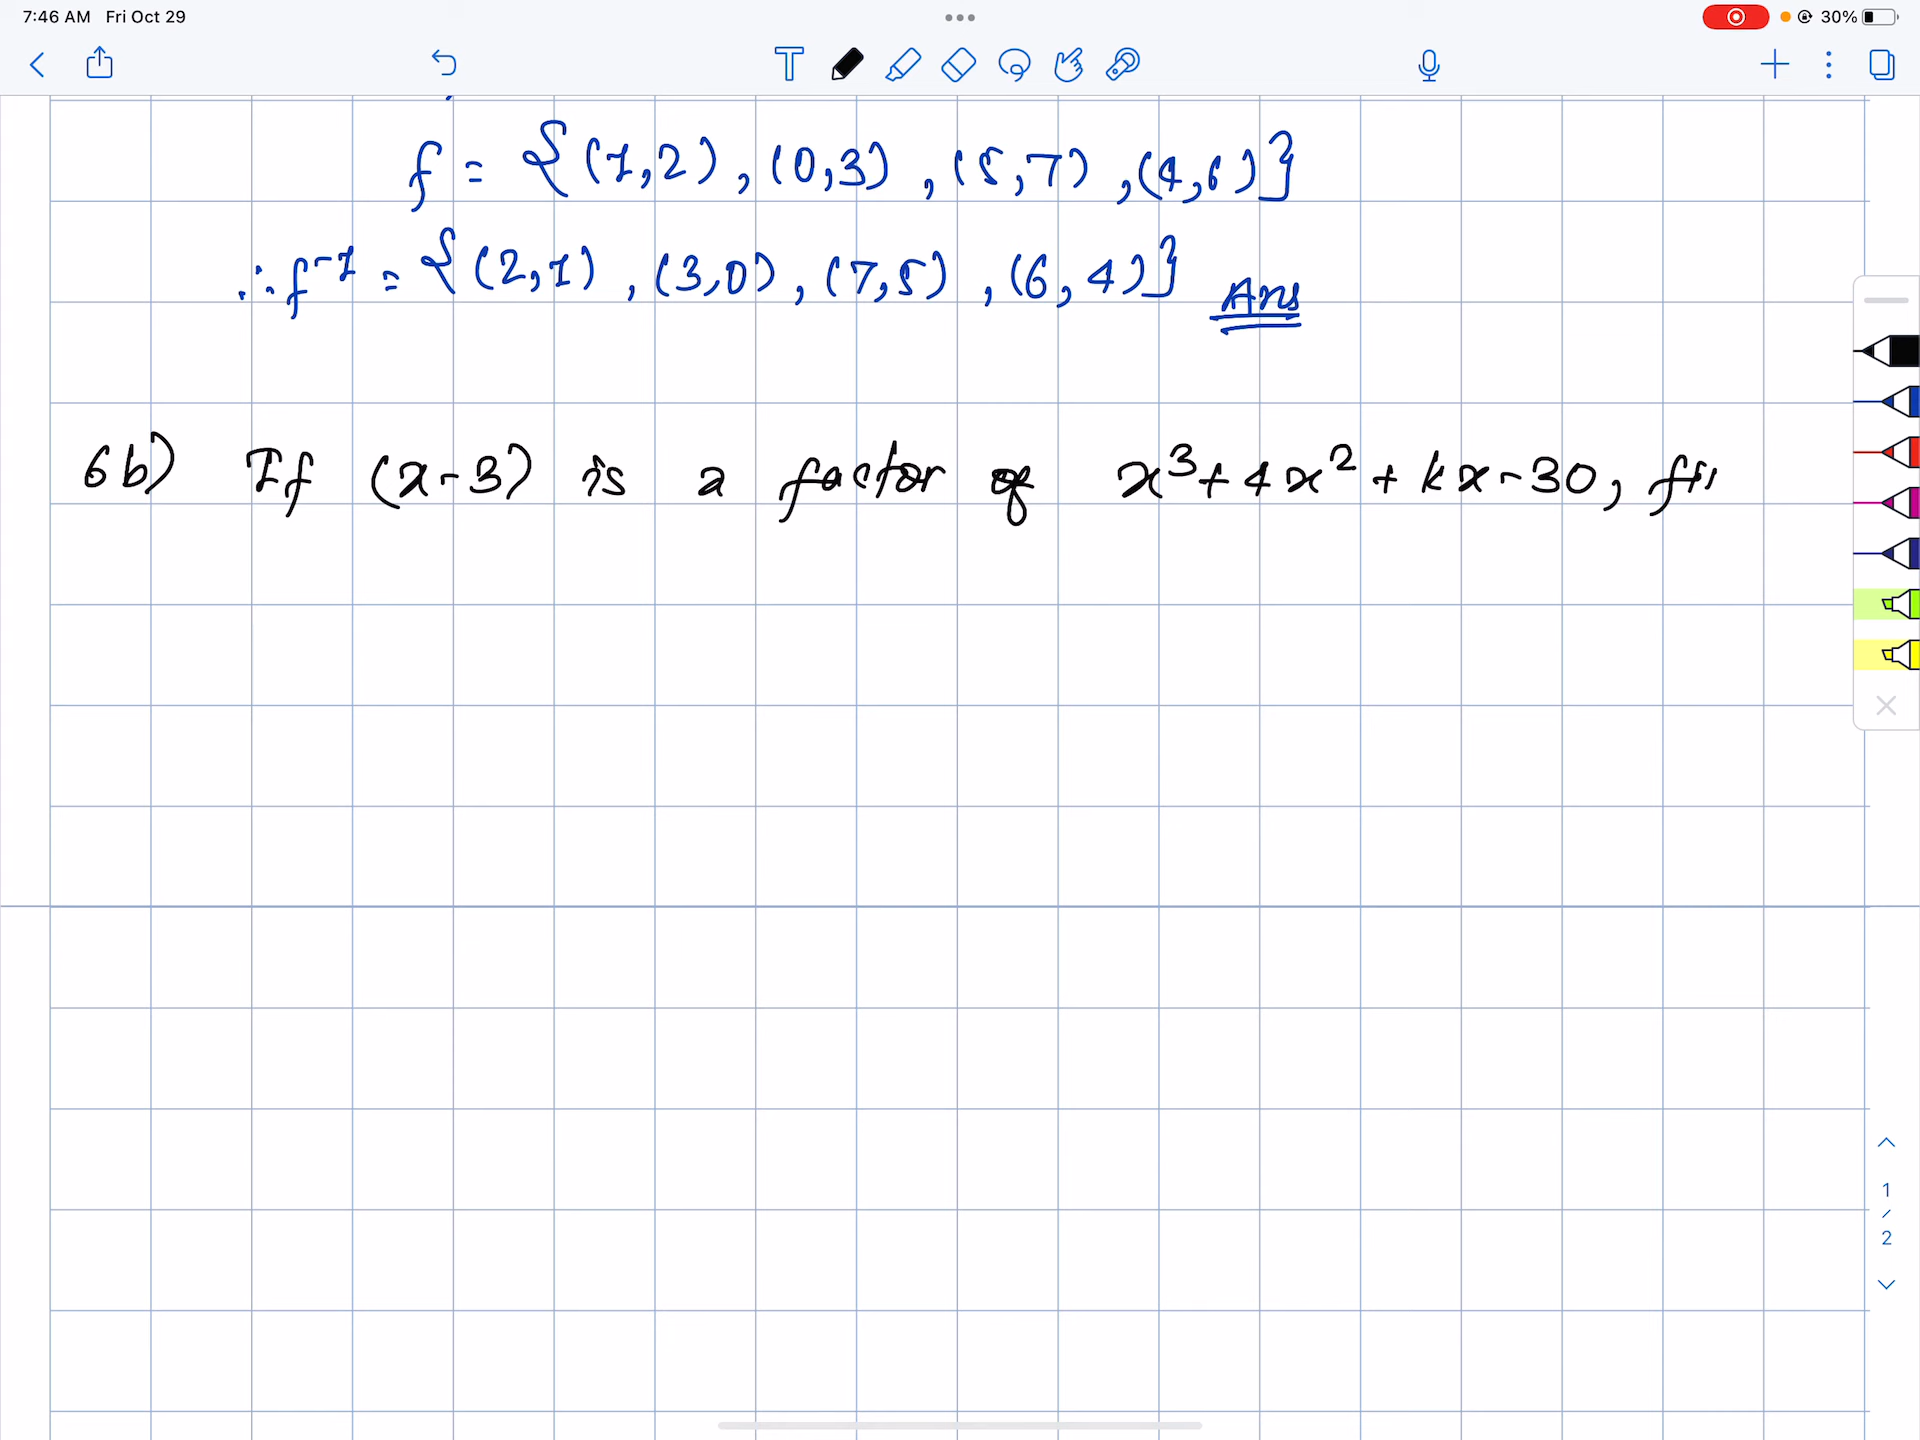 7:46 AM Fri Oct 29
30%
T
f = {(1,2), (0,3), (5,7), (4,6)}
∴ f⁻¹ = {(2,1), (3,0), (7,5), (6,4)} Ans
6b) If (x-3) is a factor of x³+4x²+kx-30, fin
1
/
2